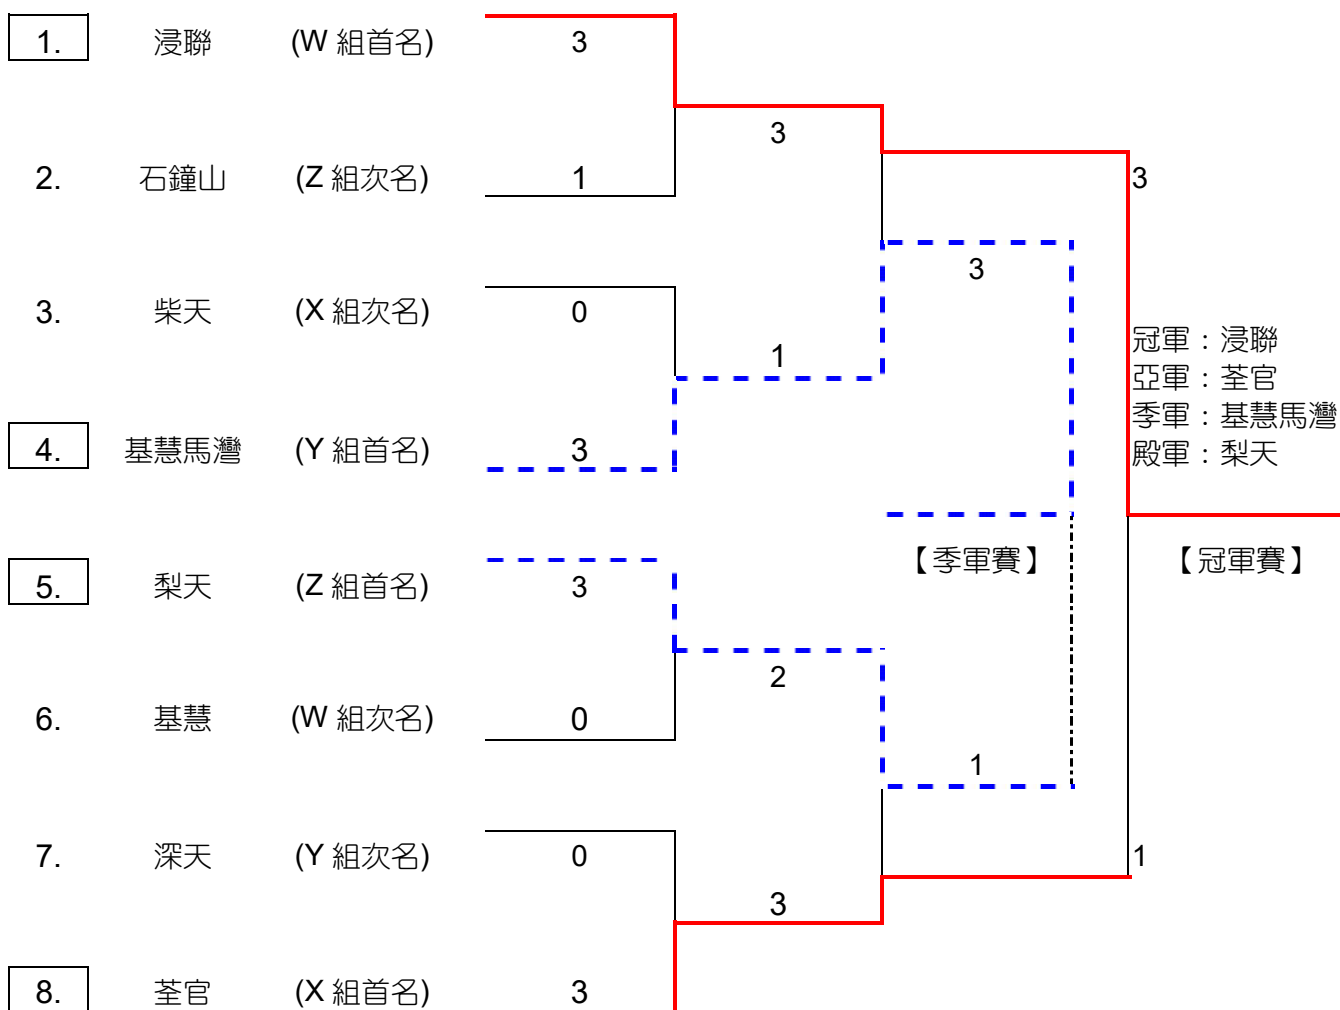 1. 浸聯 (W 組首名) 3
3
2. 石鐘山 (Z 組次名) 1
3
3
3. 柴天 (X 組次名) 0
1
冠軍：浸聯
亞軍：荃官
季軍：基慧馬灣
殿軍：梨天
4. 基慧馬灣 (Y 組首名) 3
【季軍賽】 【冠軍賽】
5. 梨天 (Z 組首名) 3
2
6. 基慧 (W 組次名) 0
1
7. 深天 (Y 組次名) 0
1
3
8. 荃官 (X 組首名) 3